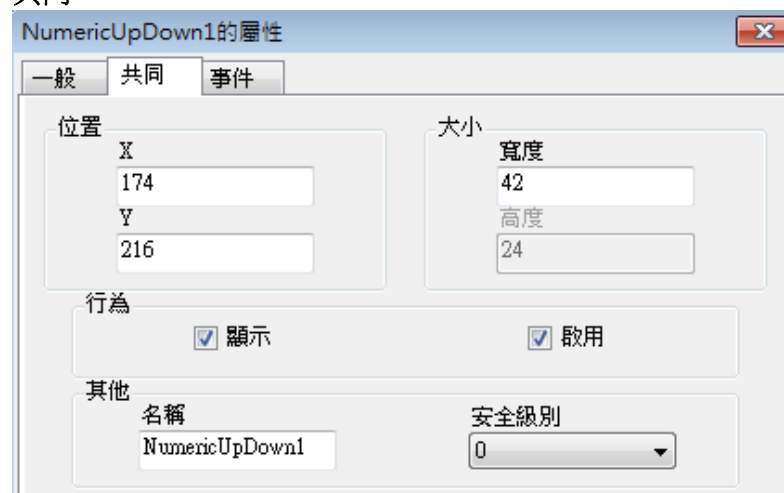 NumericUpDown1的屬性
一般 共同 事件
位置 大小
X 寬度
174 42
Y 高度
216 24
行為
顯示 啟用
其他
名稱 安全級別
NumericUpDown1 0